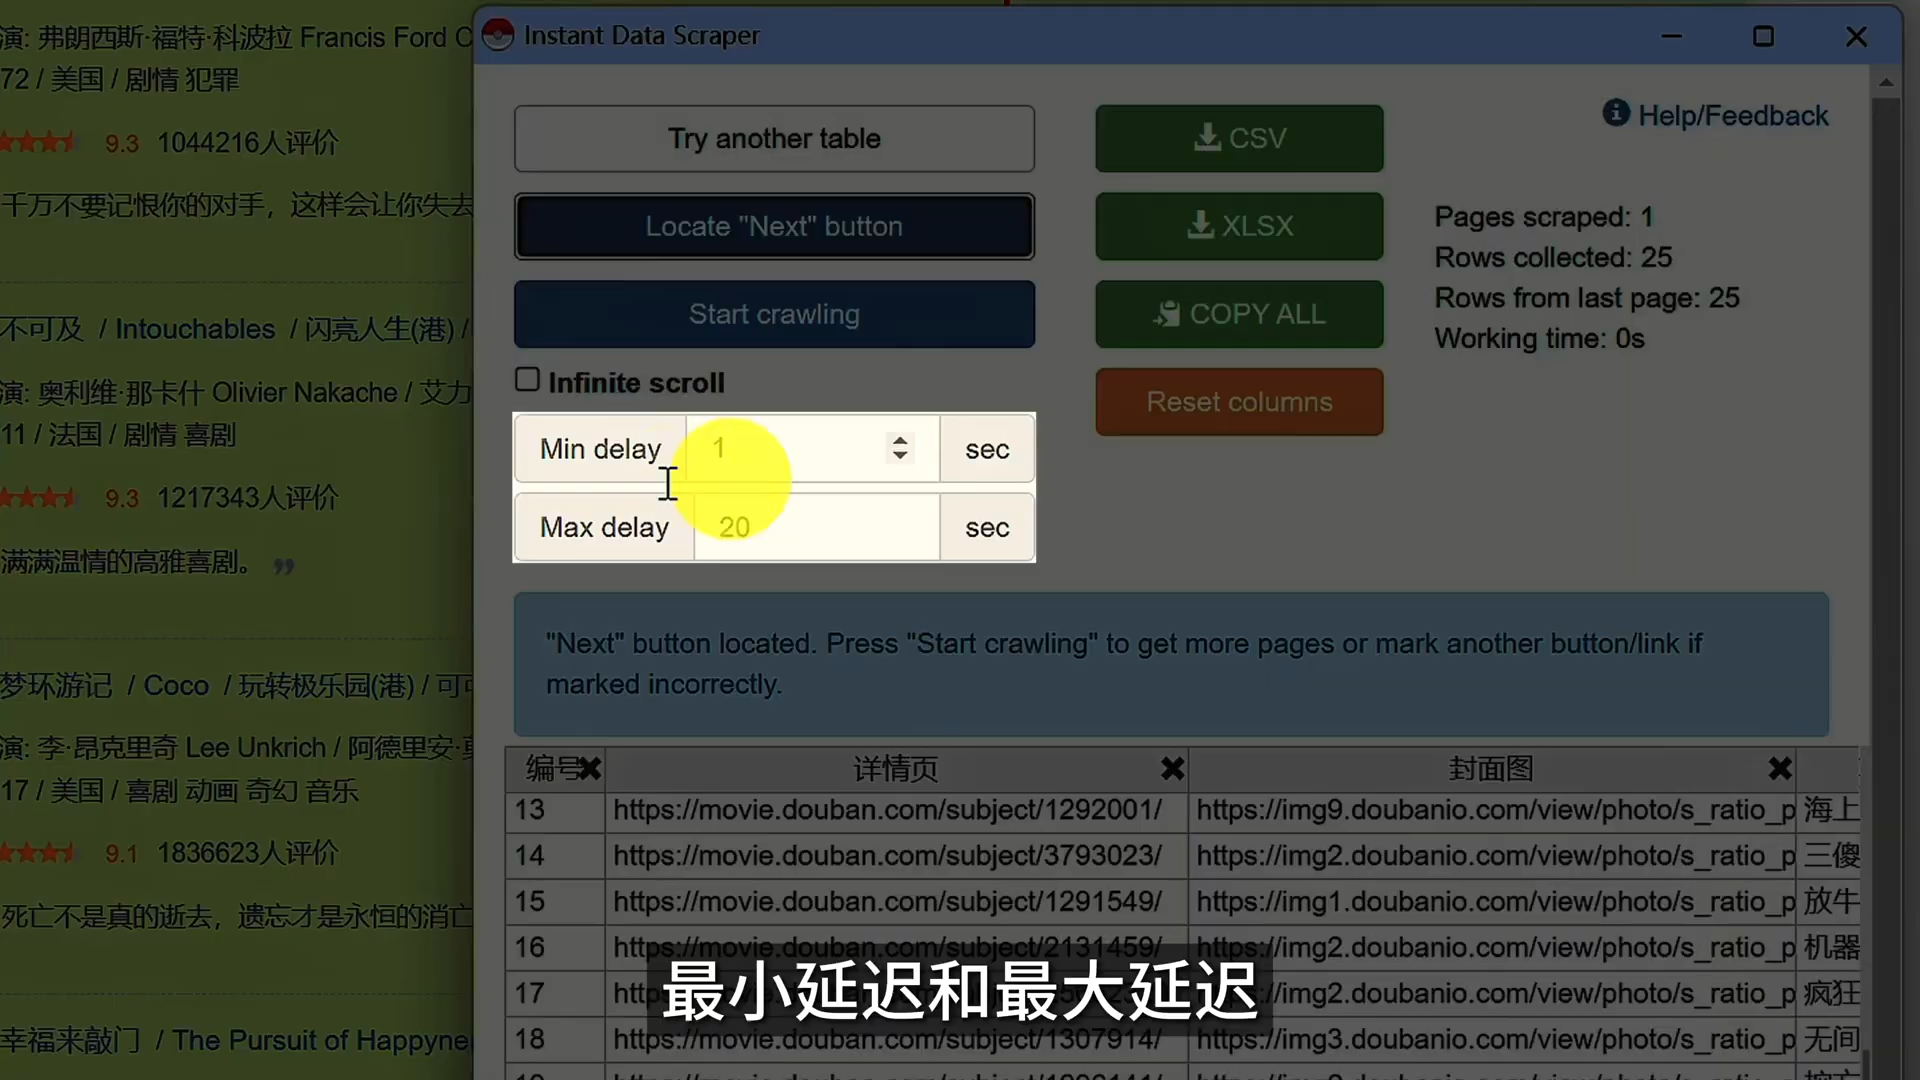 演: 弗朗西斯·福特·科波拉 Francis Ford C
72 / 美国 / 剧情 犯罪
9.3 1044216人评价
千万不要记恨你的对手，这样会让你失去
不可及 / Intouchables / 闪亮人生(港) /
演: 奥利维·那卡什 Olivier Nakache / 艾力
11 / 法国 / 剧情 喜剧
9.3 1217343人评价
满满温情的高雅喜剧。 ”
梦环游记 / Coco / 玩转极乐园(港) / 可
演: 李·昂克里奇 Lee Unkrich / 阿德里安·
17 / 美国 / 喜剧 动画 奇幻 音乐
9.1 1836623人评价
死亡不是真的逝去，遗忘才是永恒的消亡
幸福来敲门 / The Pursuit of Happyne
Instant Data Scraper
Try another table
Locate "Next" button
Start crawling
Infinite scroll
Min delay 1 sec
Max delay 20 sec
CSV
XLSX
COPY ALL
Reset columns
Help/Feedback
Pages scraped: 1
Rows collected: 25
Rows from last page: 25
Working time: 0s
"Next" button located. Press "Start crawling" to get more pages or mark another button/link if
marked incorrectly.
编号 详情页 封面图
13 https://movie.douban.com/subject/1292001/ https://img9.doubanio.com/view/photo/s_ratio_p 海上
14 https://movie.douban.com/subject/3793023/ https://img2.doubanio.com/view/photo/s_ratio_p 三傻
15 https://movie.douban.com/subject/1291549/ https://img1.doubanio.com/view/photo/s_ratio_p 放牛
16 https://movie.douban.com/subject/2131459/ https://img2.doubanio.com/view/photo/s_ratio_p 机器
17 img2.doubanio.com/view/photo/s_ratio_p 疯狂
18 https://movie.douban.com/subject/1307914/ https://img3.doubanio.com/view/photo/s_ratio_p 无间
最小延迟和最大延迟